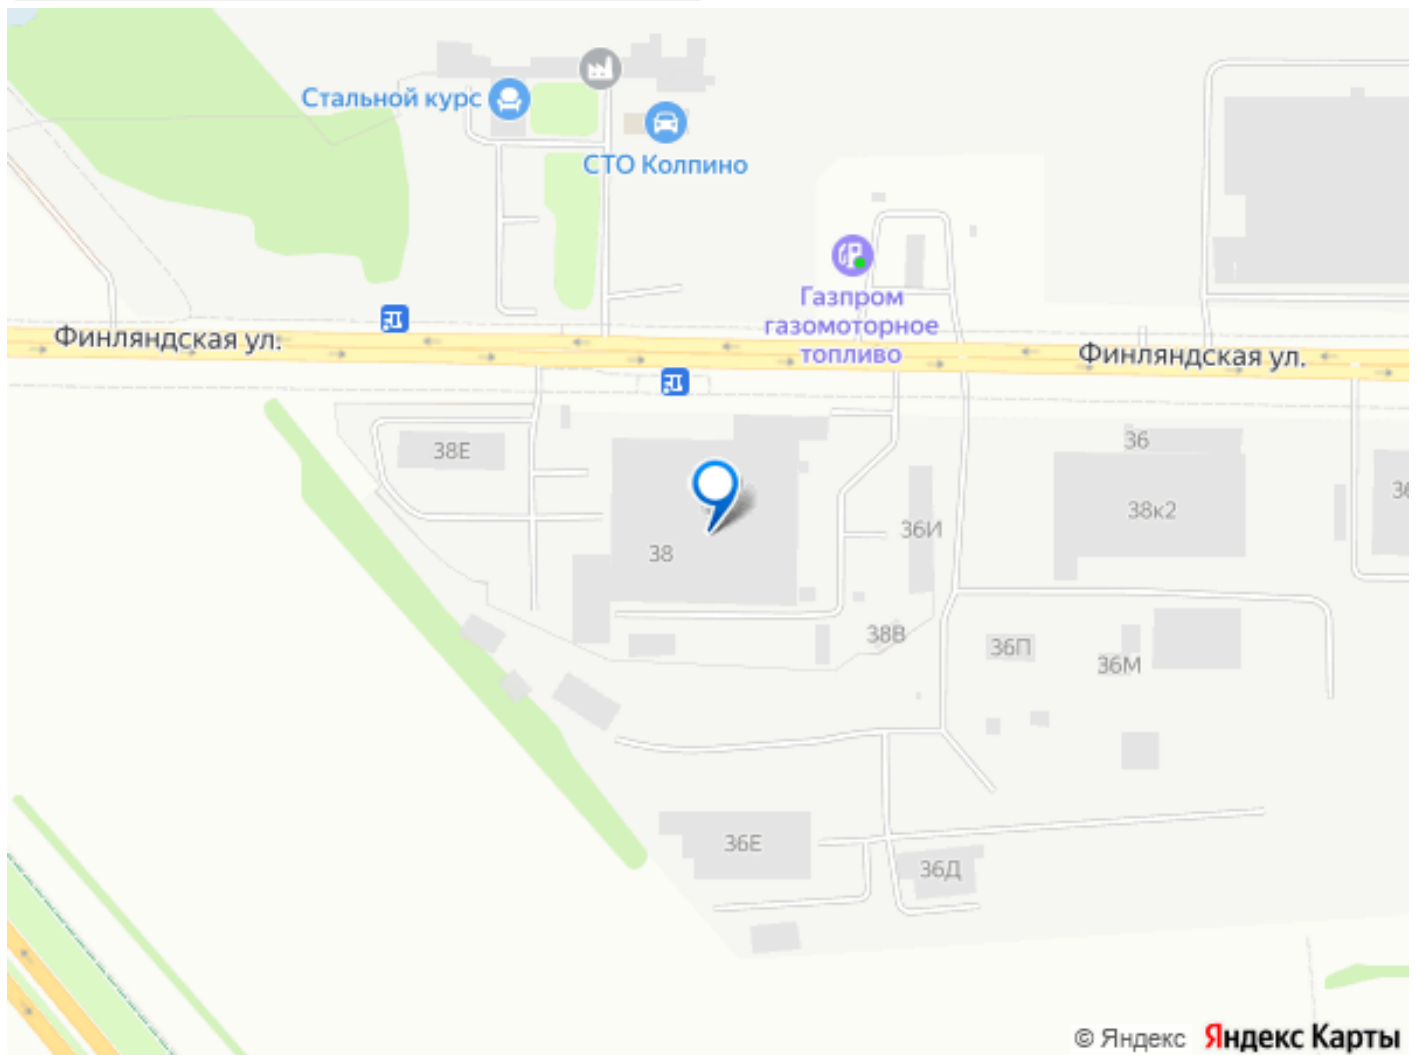 Стальной курс
СТО Колпино
Газпром
газомоторное
топливо
Финляндская ул.
Финляндская ул.
38Е
36
38к2
36И
38
38В
36П
36М
36Е
36Д
© Яндекс Яндекс Карты